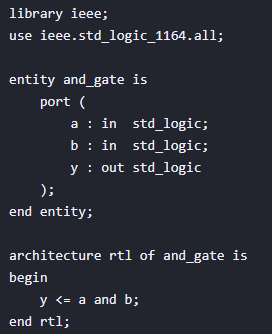 library ieee;
use ieee.std_logic_1164.all;

entity and_gate is
    port (
        a : in  std_logic;
        b : in  std_logic;
        y : out std_logic
    );
end entity;

architecture rtl of and_gate is
begin
    y <= a and b;
end rtl;